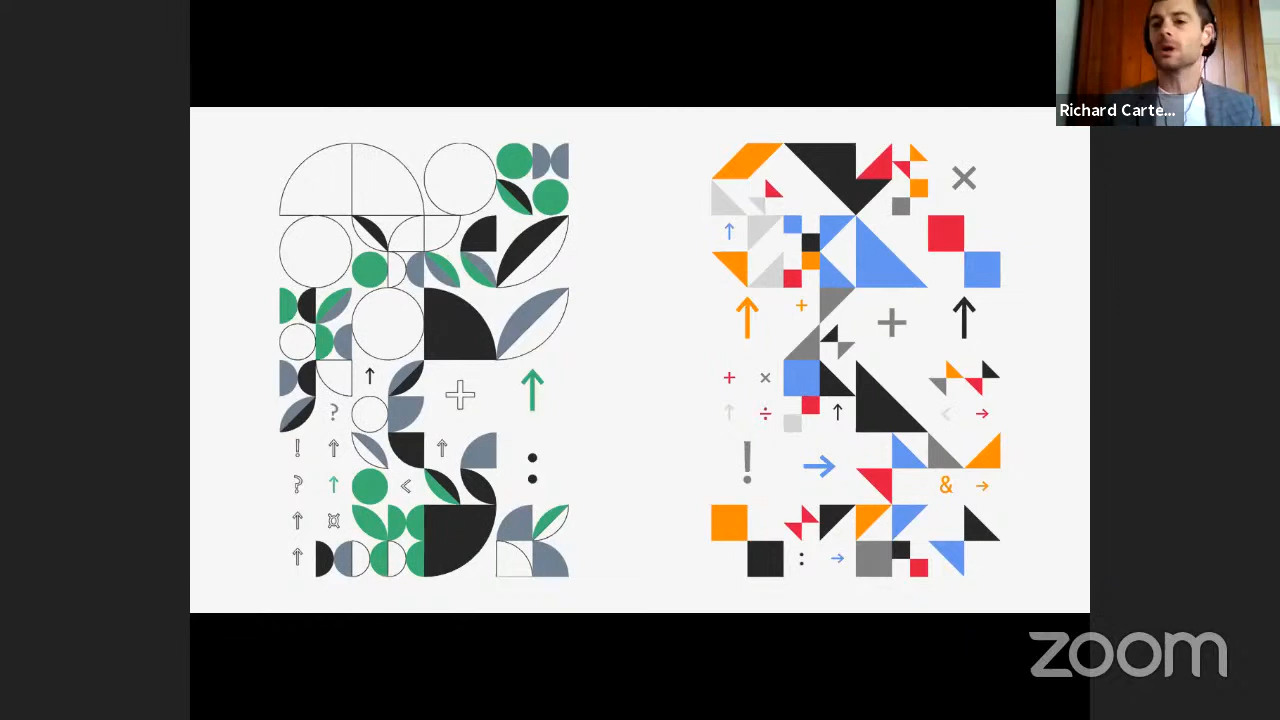 Richard Carte...
↑
↑ + ↑
↑ + × 
? ↑ + ÷ ↑ < →
! ↑ ↑ : ! →
? ↑ < & →
↑ ¤
↑ : →
zoom